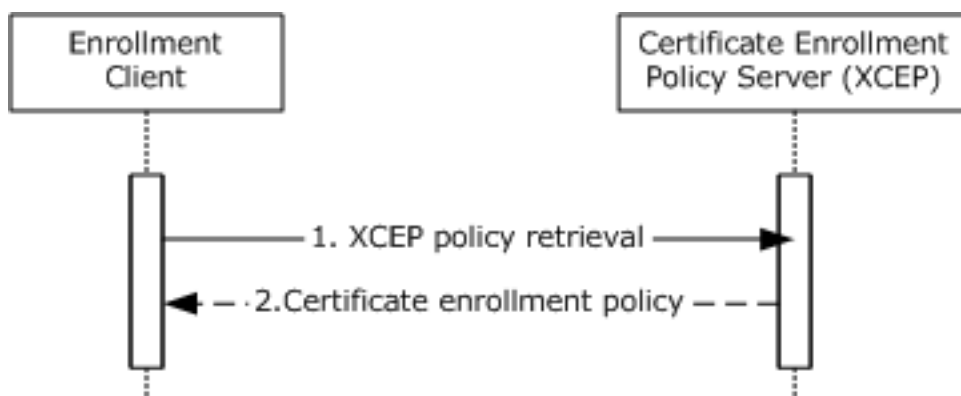 Enrollment
Client
Certificate Enrollment
Policy Server (XCEP)
1. XCEP policy retrieval
2.Certificate enrollment policy